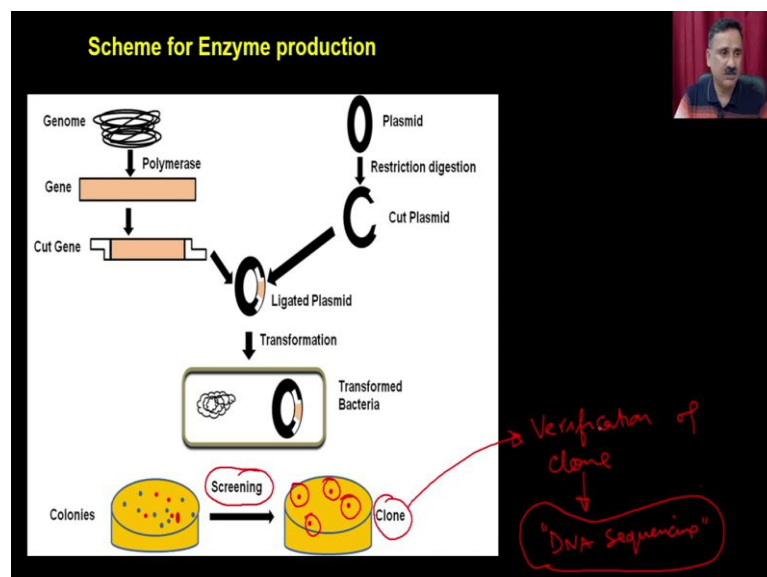 Scheme for Enzyme production
Genome
Plasmid
Polymerase
Restriction digestion
Gene
Cut Plasmid
Cut Gene
Ligated Plasmid
Transformation
Transformed
Bacteria
Verification of
clone
Screening
Colonies
Clone
"DNA Sequencing"